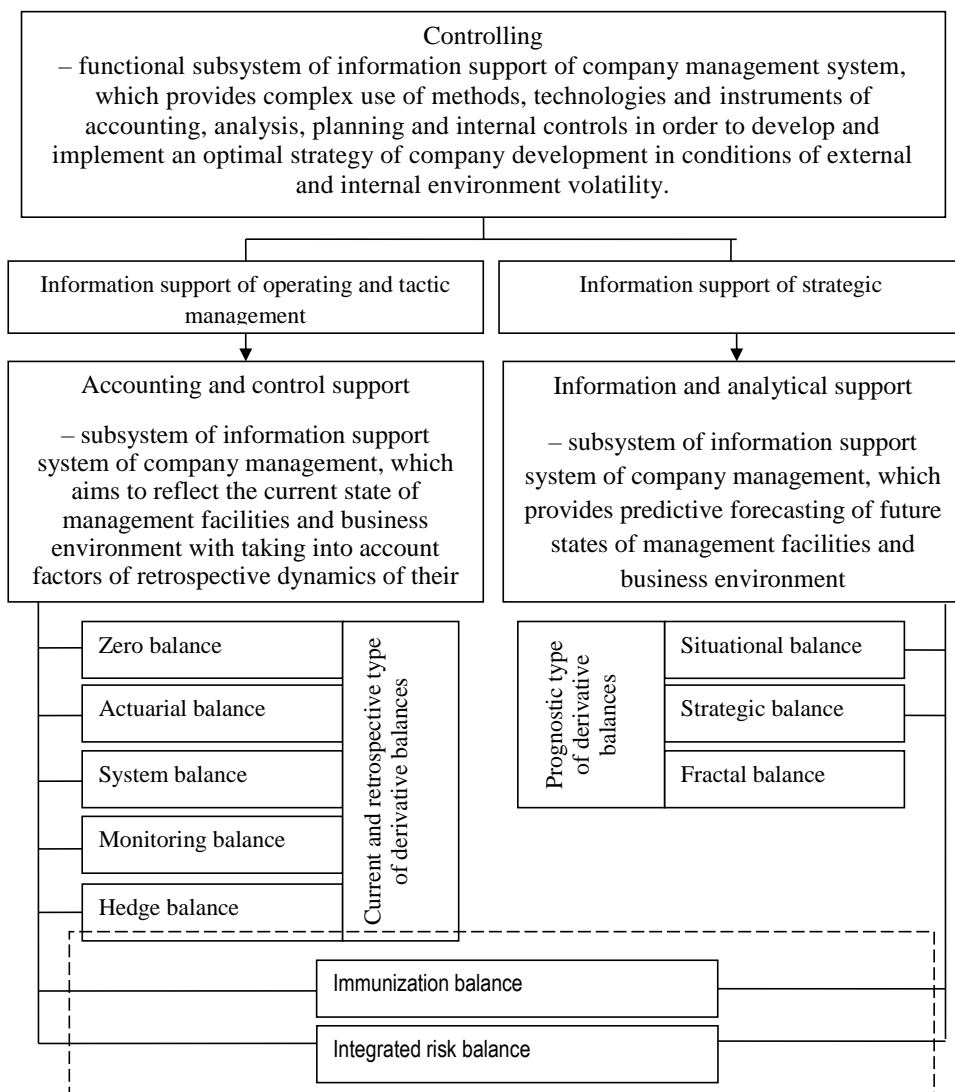 Controlling
– functional subsystem of information support of company management system,
which provides complex use of methods, technologies and instruments of
accounting, analysis, planning and internal controls in order to develop and
implement an optimal strategy of company development in conditions of external
and internal environment volatility.
Information support of operating and tactic
management
Information support of strategic
Accounting and control support
– subsystem of information support
system of company management, which
aims to reflect the current state of
management facilities and business
environment with taking into account
factors of retrospective dynamics of their
Information and analytical support
– subsystem of information support
system of company management, which
provides predictive forecasting of future
states of management facilities and
business environment
Zero balance
Actuarial balance
System balance
Monitoring balance
Hedge balance
Current and retrospective type
of derivative balances
Prognostic type
of derivative
balances
Situational balance
Strategic balance
Fractal balance
Immunization balance
Integrated risk balance